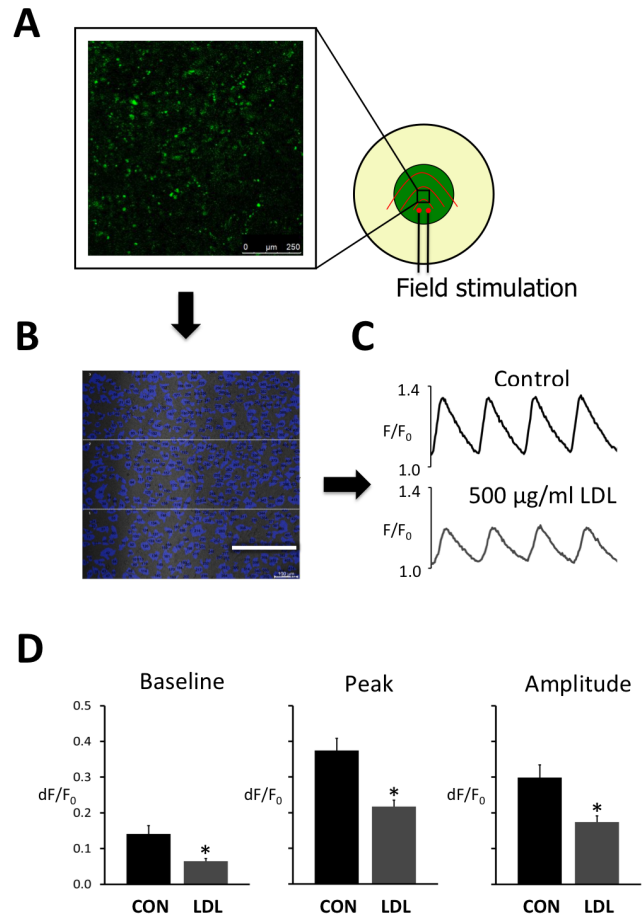 A
0 µm 250
Field stimulation
B
C
Control
1.4
F/F0
1.0
500 µg/ml LDL
1.4
F/F0
1.0
D
Baseline
Peak
Amplitude
0.5
0.4
0.3
0.2
0.1
0.0
dF/F0
dF/F0
dF/F0
*
*
*
CON LDL
CON LDL
CON LDL